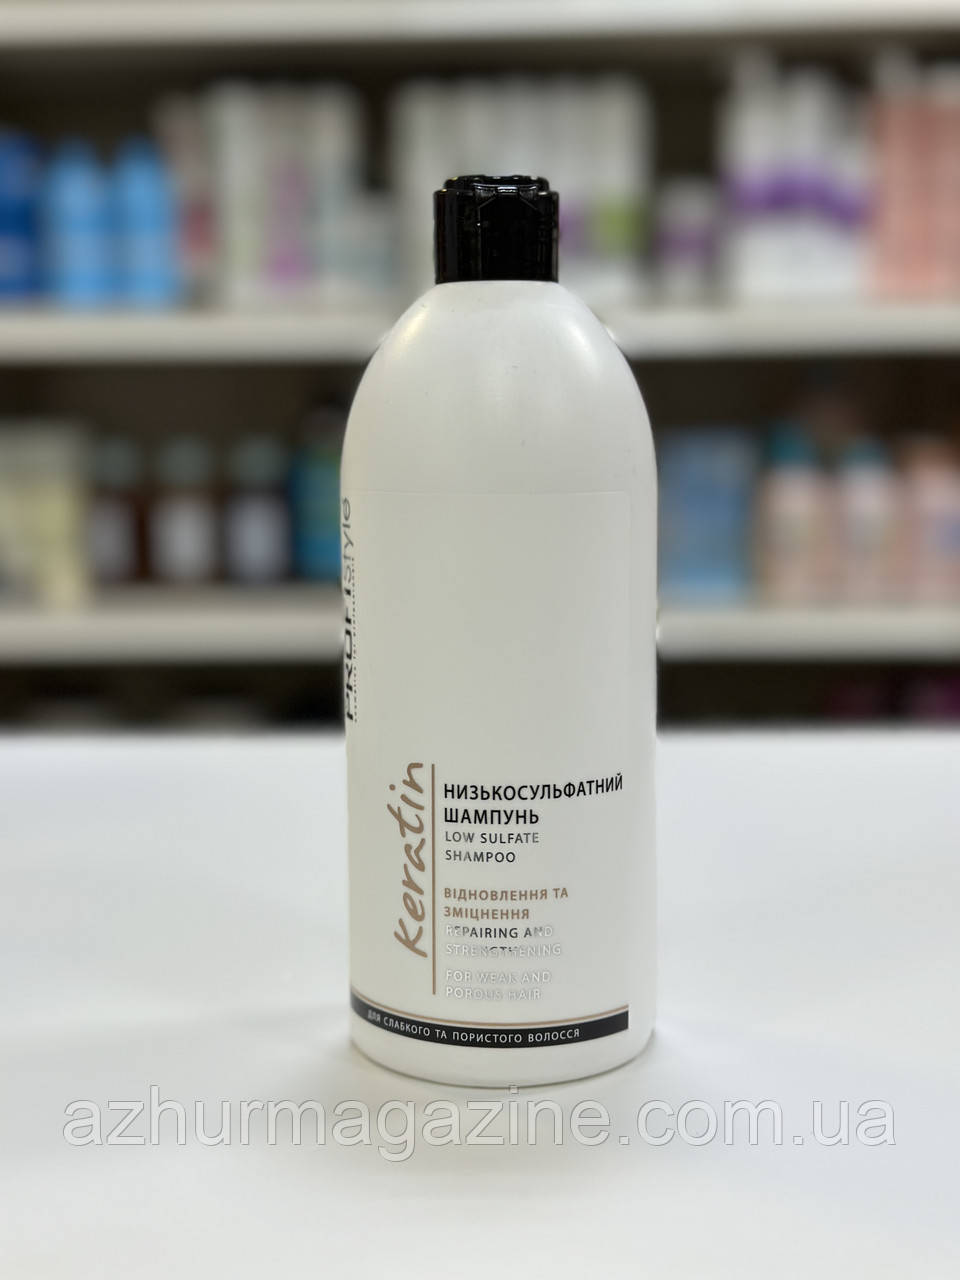 PROFIstyle
Keratin
НИЗЬКОСУЛЬФАТНИЙ
ШАМПУНЬ
LOW SULFATE
SHAMPOO
ВІДНОВЛЕННЯ ТА
ЗМІЦНЕННЯ
REPAIRING AND
STRENGTHENING
FOR WEAK AND
POROUS HAIR
ДЛЯ СЛАБКОГО ТА ПОРИСТОГО ВОЛОССЯ
azhurmagazine.com.ua